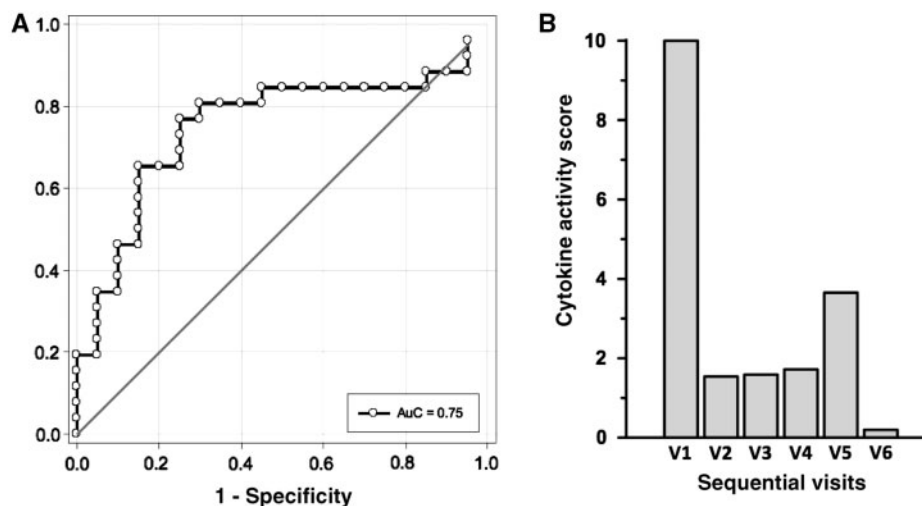 A
1.0
0.8
0.6
0.4
0.2
0.0
AuC = 0.75
0.0 0.2 0.4 0.6 0.8 1.0
1 - Specificity
B
Cytokine activity score
10
8
6
4
2
0
V1 V2 V3 V4 V5 V6
Sequential visits